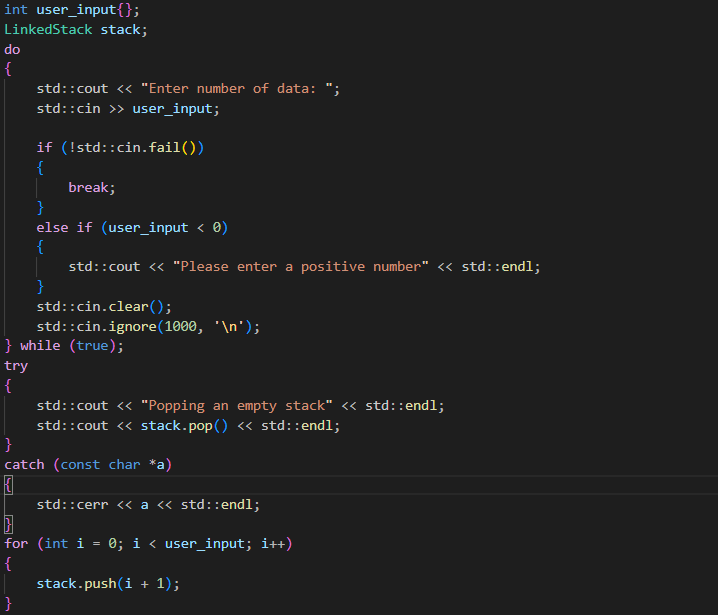 int user_input{};
LinkedStack stack;
do
{
    std::cout << "Enter number of data: ";
    std::cin >> user_input;

    if (!std::cin.fail())
    {
        break;
    }
    else if (user_input < 0)
    {
        std::cout << "Please enter a positive number" << std::endl;
    }
    std::cin.clear();
    std::cin.ignore(1000, '\n');
} while (true);
try
{
    std::cout << "Popping an empty stack" << std::endl;
    std::cout << stack.pop() << std::endl;
}
catch (const char *a)
{
    std::cerr << a << std::endl;
}
for (int i = 0; i < user_input; i++)
{
    stack.push(i + 1);
}